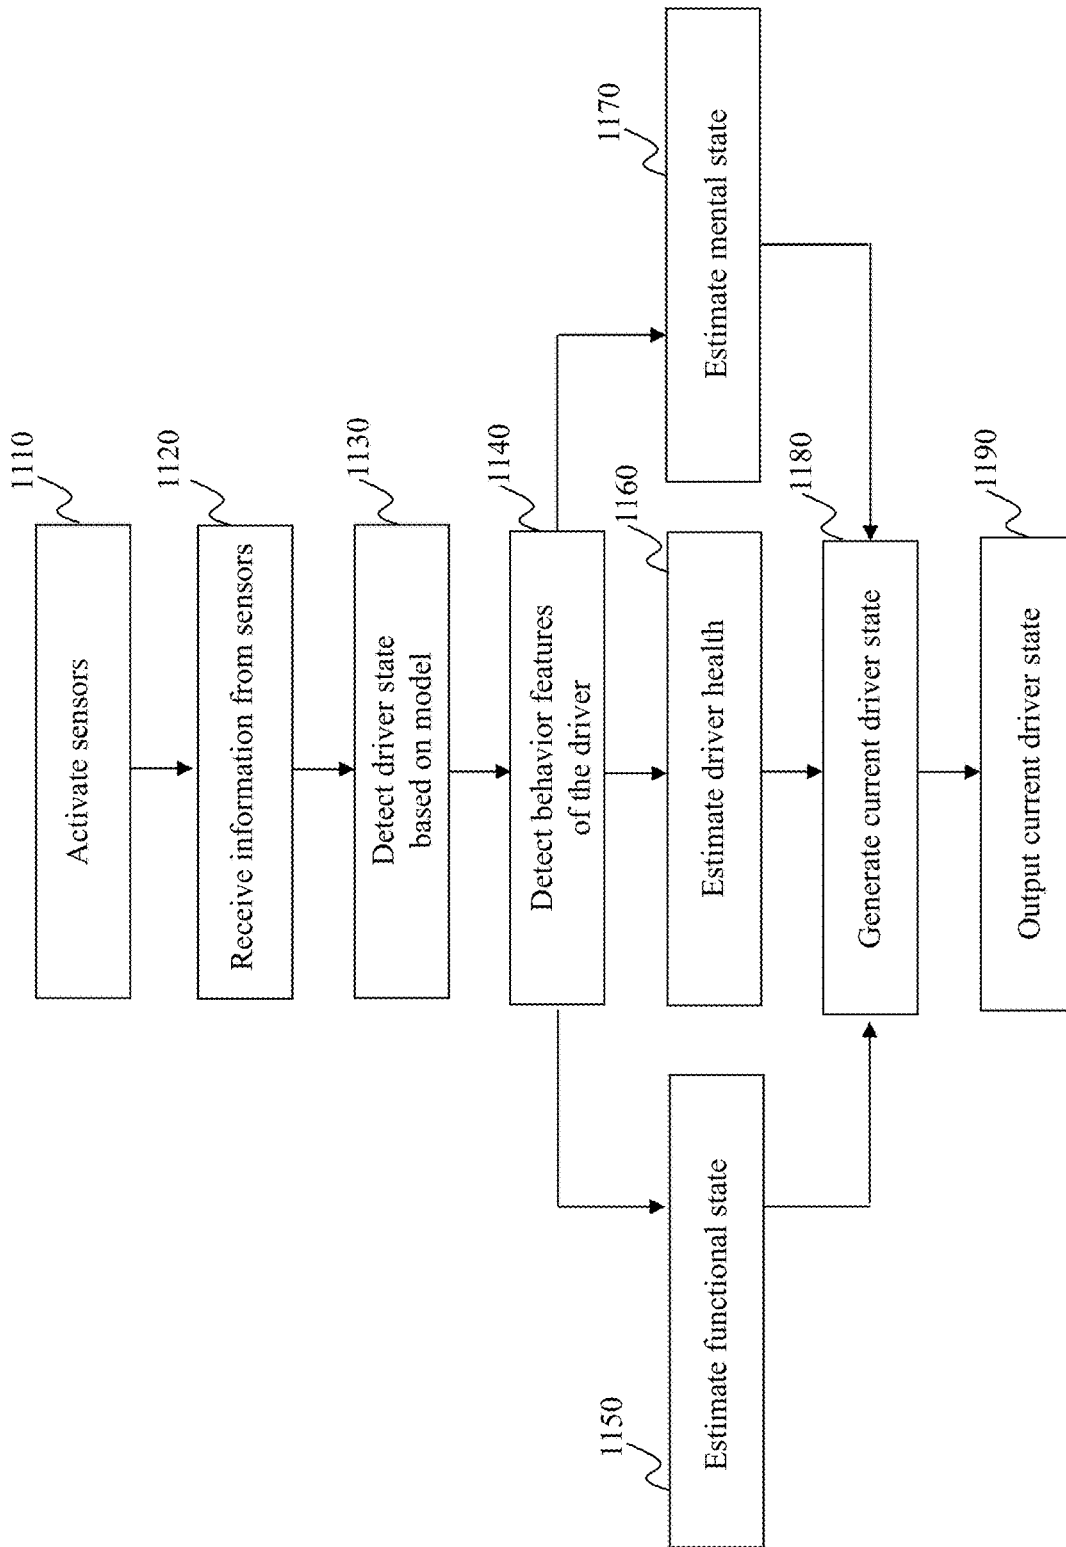 Activate sensors
1110
Receive information from sensors
1120
Detect driver state
based on model
1130
Detect behavior features
of the driver
1140
Estimate functional state
1150
Estimate driver health
1160
Estimate mental state
1170
Generate current driver state
1180
Output current driver state
1190